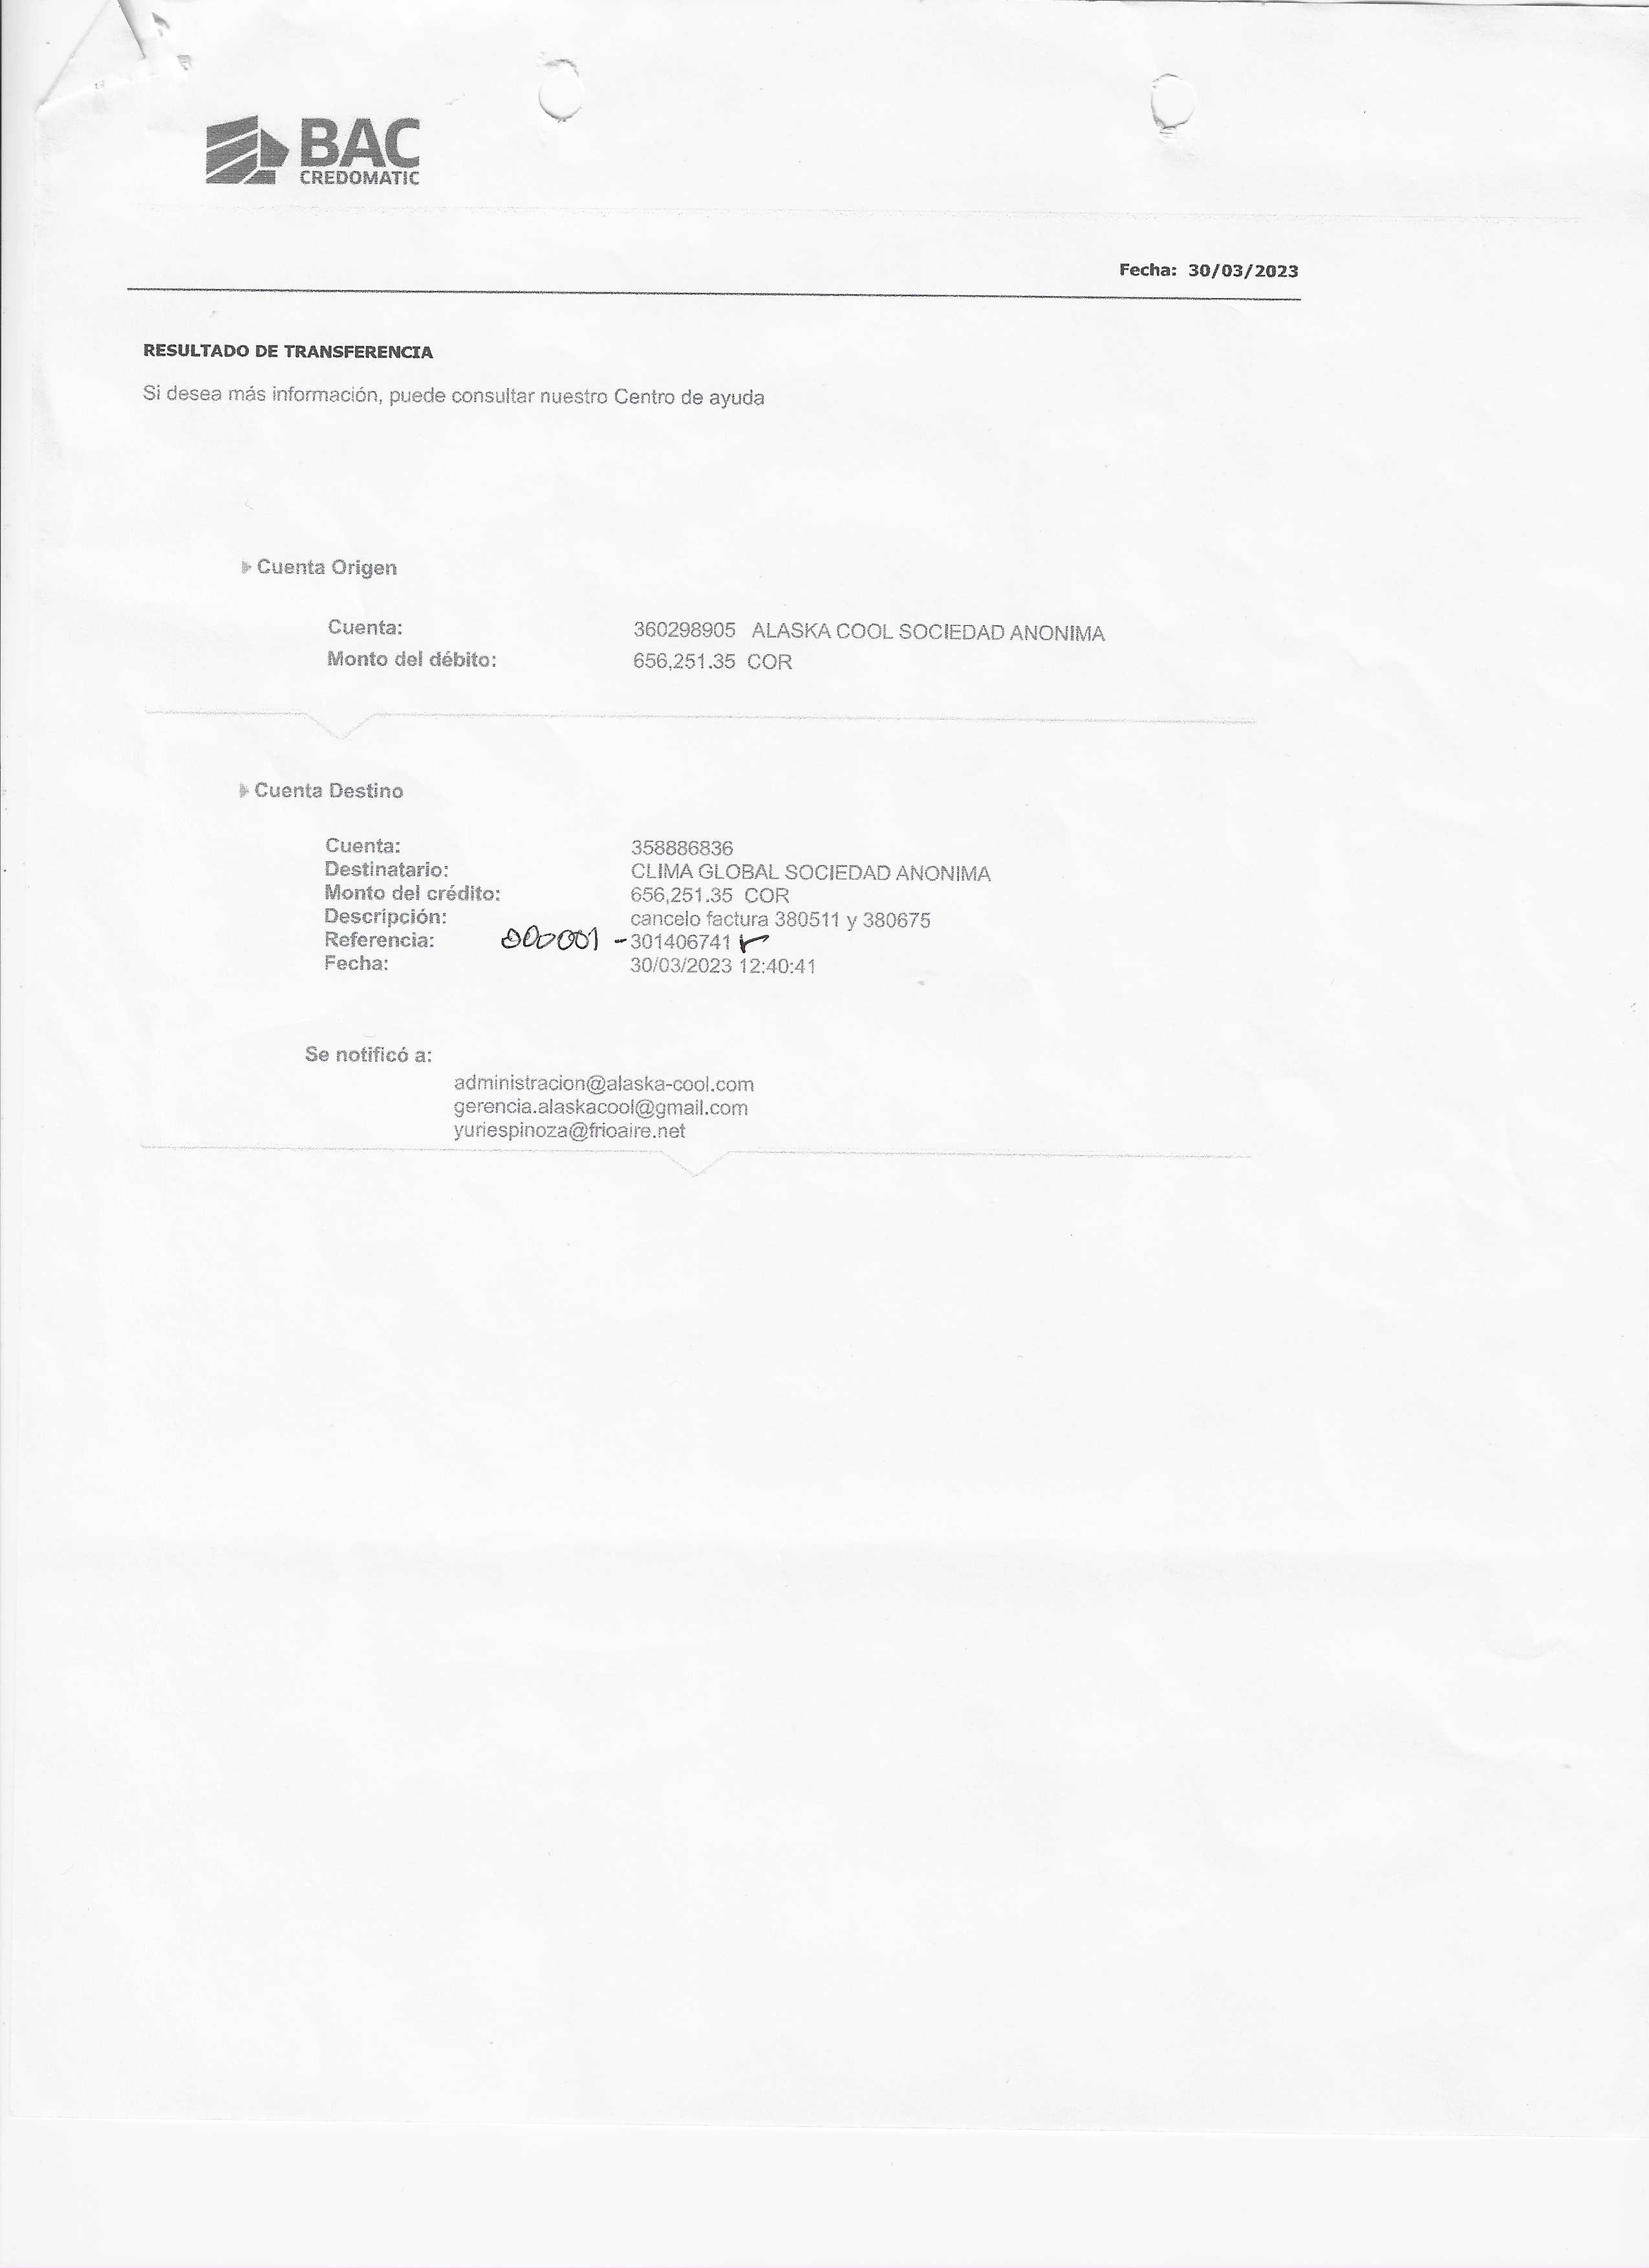 BAC
CREDOMATIC
Fecha: 30/03/2023
RESULTADO DE TRANSFERENCIA
Si desea más información, puede consultar nuestro Centro de ayuda
Cuenta Origen
Cuenta: 360298905 ALASKA COOL SOCIEDAD ANONIMA
Monto del débito: 656,251.35 COR
Cuenta Destino
Cuenta: 358886836
Destinatario: CLIMA GLOBAL SOCIEDAD ANONIMA
Monto del crédito: 656,251.35 COR
Descripción: cancelo factura 380511 y 380675
Referencia: 000001 - 301406741
Fecha: 30/03/2023 12:40:41
Se notificó a:
administracion@alaska-cool.com
gerencia.alaskacool@gmail.com
yuriespinoza@frioaire.net